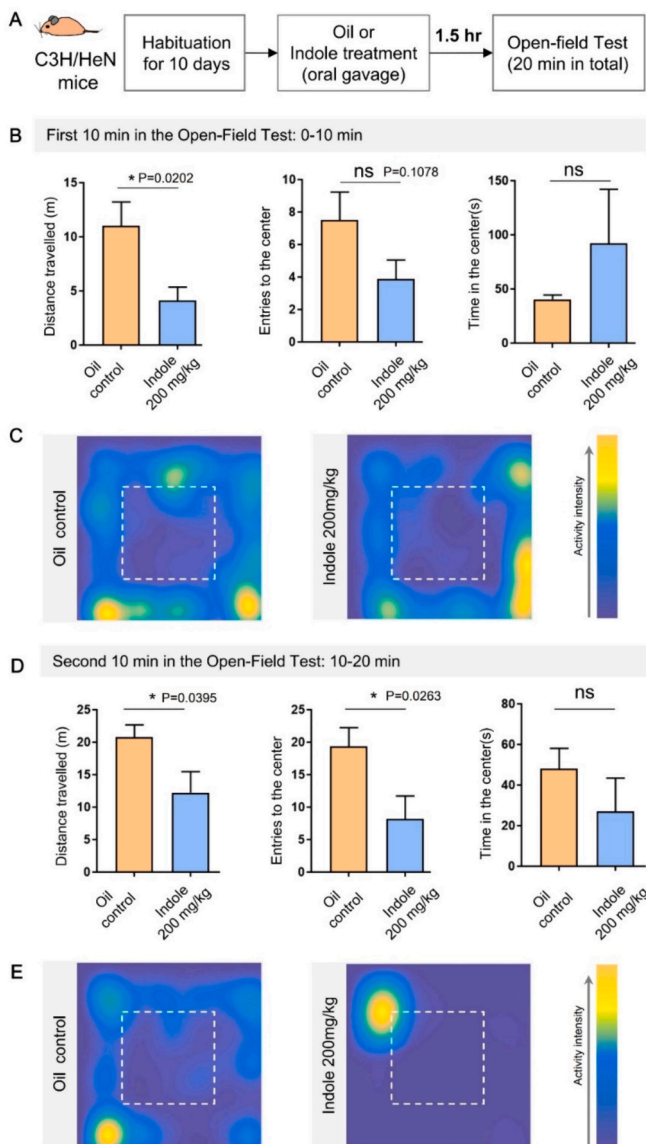 A
C3H/HeN
mice
Habituation
for 10 days
Oil or
Indole treatment
(oral gavage)
1.5 hr
Open-field Test
(20 min in total)
B
First 10 min in the Open-Field Test: 0-10 min
* P=0.0202
Distance travelled (m)
15
10
5
0
Oil
control
Indole
200 mg/kg
ns P=0.1078
Entries to the center
10
8
6
4
2
0
Oil
control
Indole
200 mg/kg
ns
Time in the center(s)
150
100
50
0
Oil
control
Indole
200 mg/kg
C
Oil control
Indole 200mg/kg
Activity intensity
D
Second 10 min in the Open-Field Test: 10-20 min
* P=0.0395
Distance travelled (m)
25
20
15
10
5
0
Oil
control
Indole
200 mg/kg
* P=0.0263
Entries to the center
25
20
15
10
5
0
Oil
control
Indole
200 mg/kg
ns
Time in the center(s)
80
60
40
20
0
Oil
control
Indole
200 mg/kg
E
Oil control
Indole 200mg/kg
Activity intensity